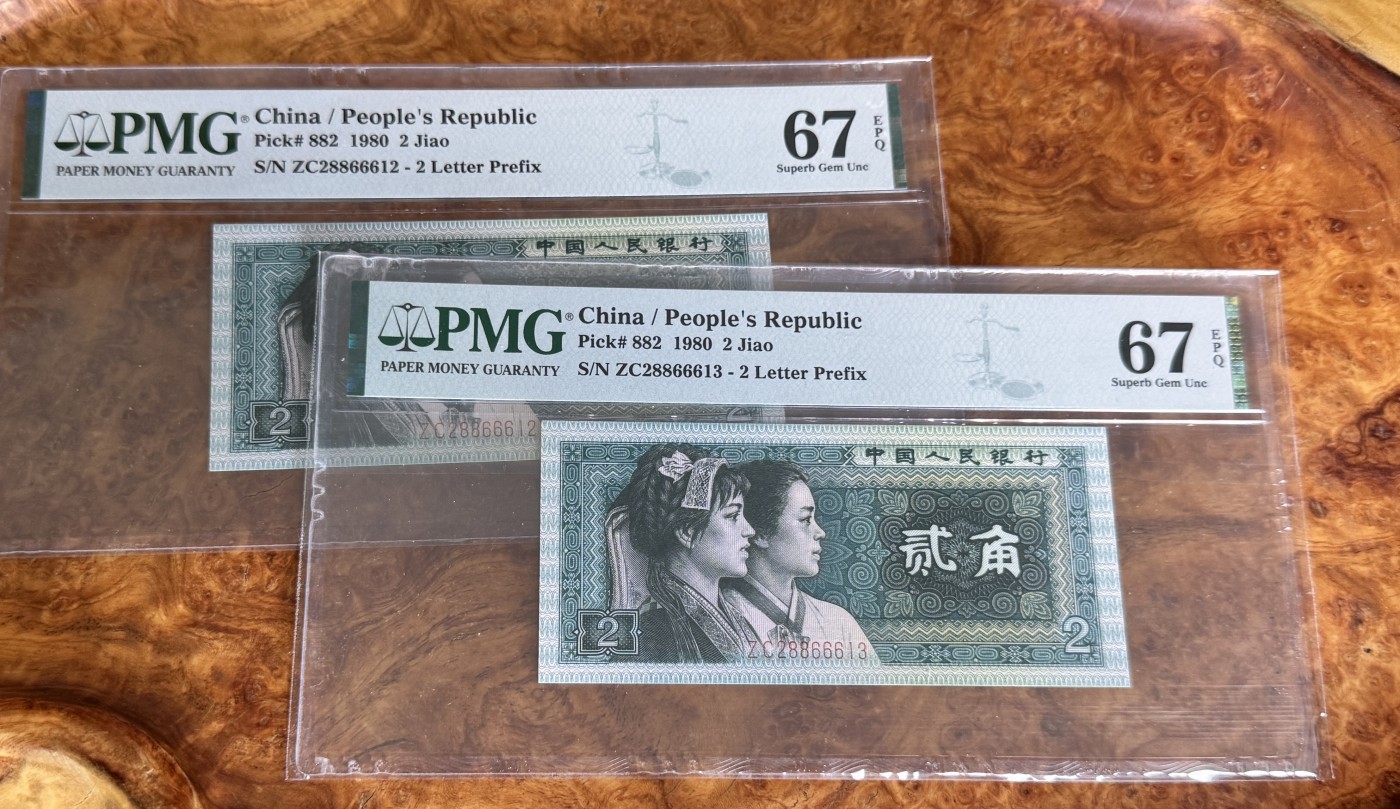 PMG®
PAPER MONEY GUARANTY
China / People's Republic
Pick# 882 1980 2 Jiao
S/N ZC28866612 - 2 Letter Prefix
67
EPQ
Superb Gem Unc
中国人民银行
2
ZC28866612
PMG®
PAPER MONEY GUARANTY
China / People's Republic
Pick# 882 1980 2 Jiao
S/N ZC28866613 - 2 Letter Prefix
67
EPQ
Superb Gem Unc
中国人民银行
贰角
2
ZC28866613
2